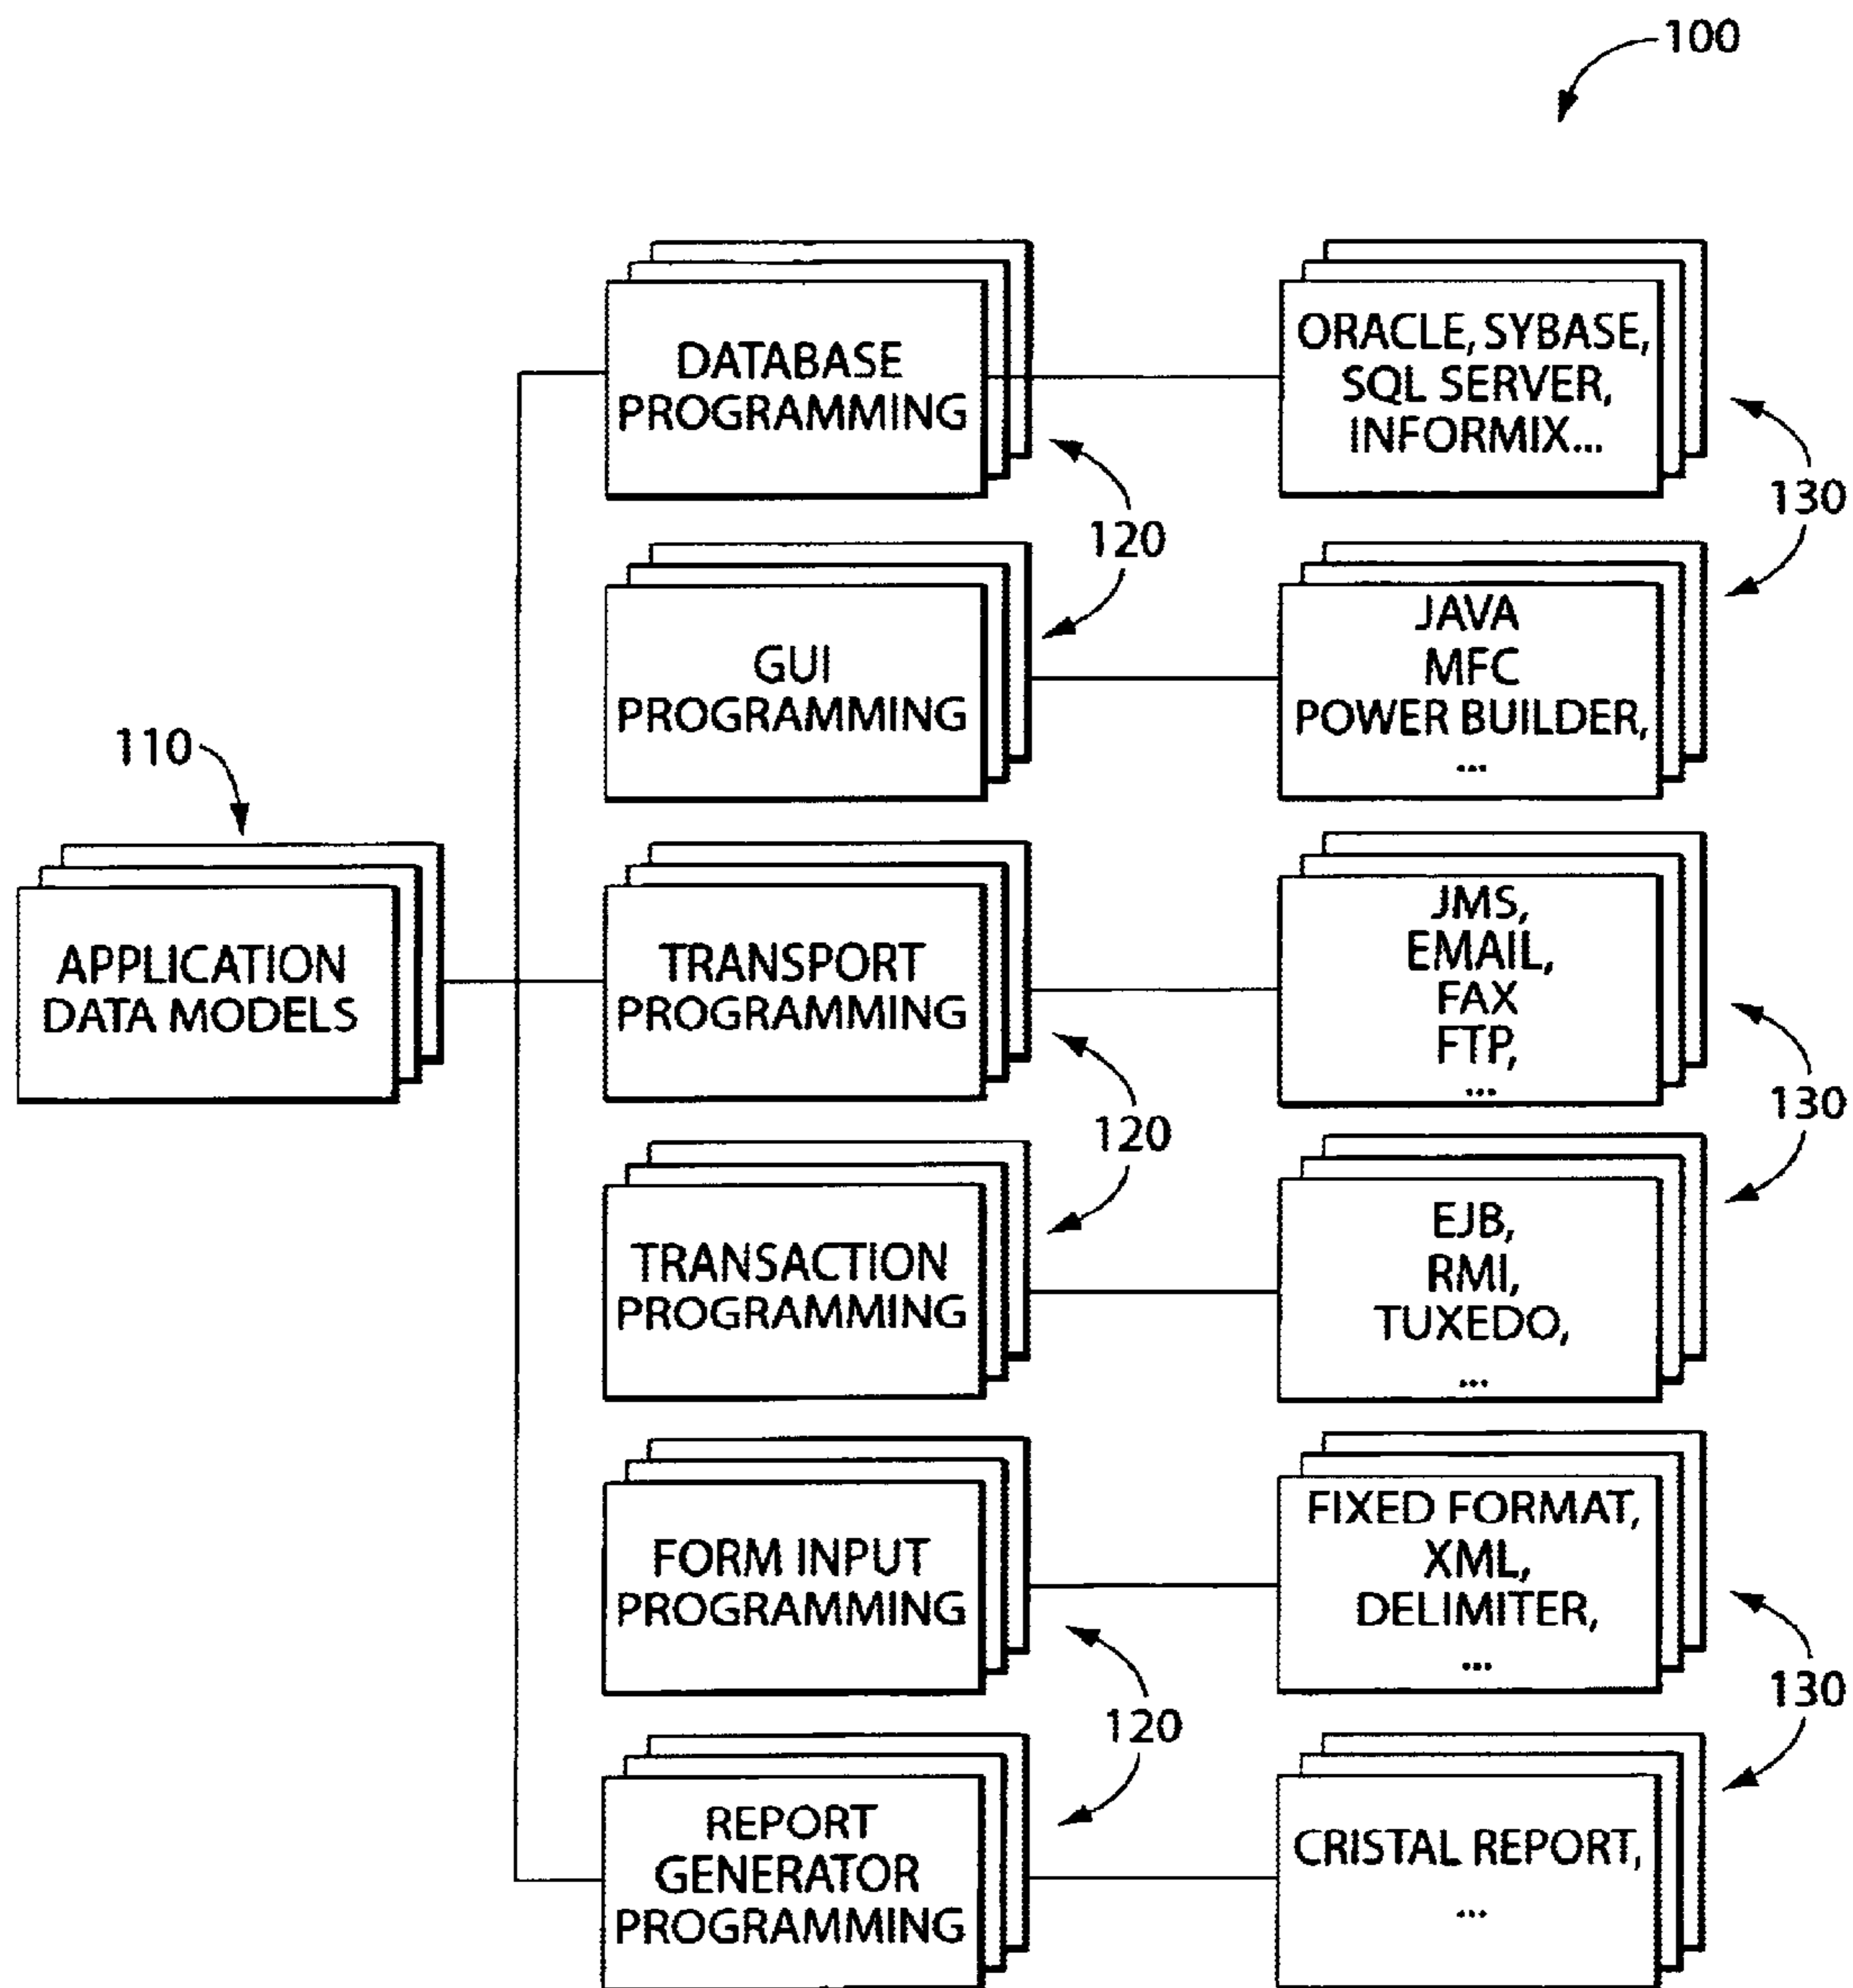 100
DATABASE
PROGRAMMING
ORACLE, SYBASE,
SQL SERVER,
INFORMIX...
130
120
GUI
PROGRAMMING
JAVA
MFC
POWER BUILDER,
...
110
APPLICATION
DATA MODELS
TRANSPORT
PROGRAMMING
JMS,
EMAIL,
FAX
FTP,
...
130
120
TRANSACTION
PROGRAMMING
EJB,
RMI,
TUXEDO,
...
FORM INPUT
PROGRAMMING
FIXED FORMAT,
XML,
DELIMITER,
...
130
120
REPORT
GENERATOR
PROGRAMMING
CRISTAL REPORT,
...